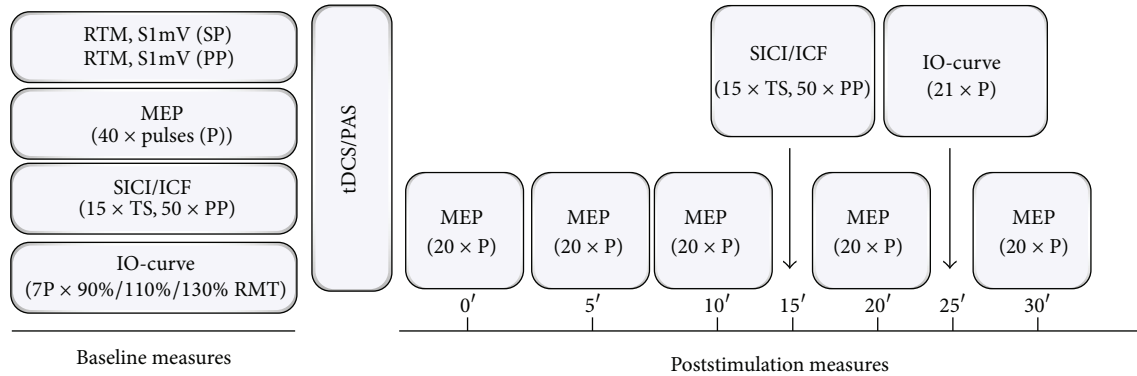 RTM, S1mV (SP)
RTM, S1mV (PP)
MEP
(40 × pulses (P))
SICI/ICF
(15 × TS, 50 × PP)
IO-curve
(7P × 90%/110%/130% RMT)
Baseline measures
tDCS/PAS
SICI/ICF
(15 × TS, 50 × PP)
IO-curve
(21 × P)
MEP
(20 × P)
MEP
(20 × P)
MEP
(20 × P)
MEP
(20 × P)
MEP
(20 × P)
0′ 5′ 10′ 15′ 20′ 25′ 30′
Poststimulation measures